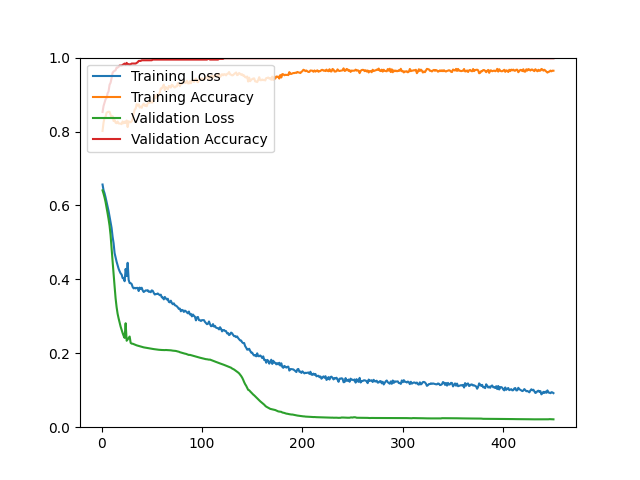 1.0
0.8
0.6
0.4
0.2
0.0
Training Loss
Training Accuracy
Validation Loss
Validation Accuracy
0 100 200 300 400